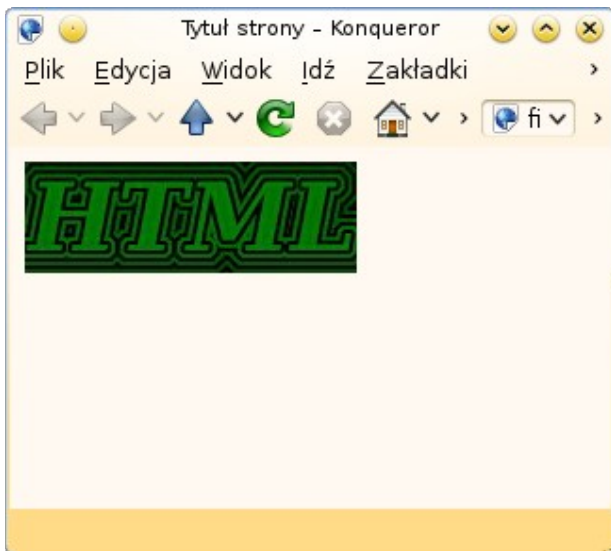 Tytuł strony – Konqueror
Plik Edycja Widok Idź Zakładki
fi
HTML